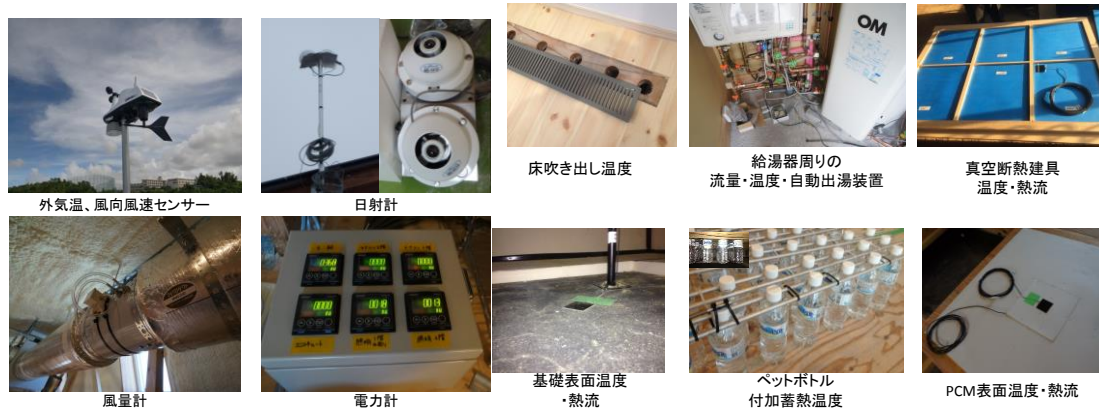 OM
外気温、風向風速センサー
日射計
床吹き出し温度
給湯器周りの
流量・温度・自動出湯装置
真空断熱建具
温度・熱流
風量計
電力計
基礎表面温度
・熱流
ペットボトル
付加蓄熱温度
PCM表面温度・熱流